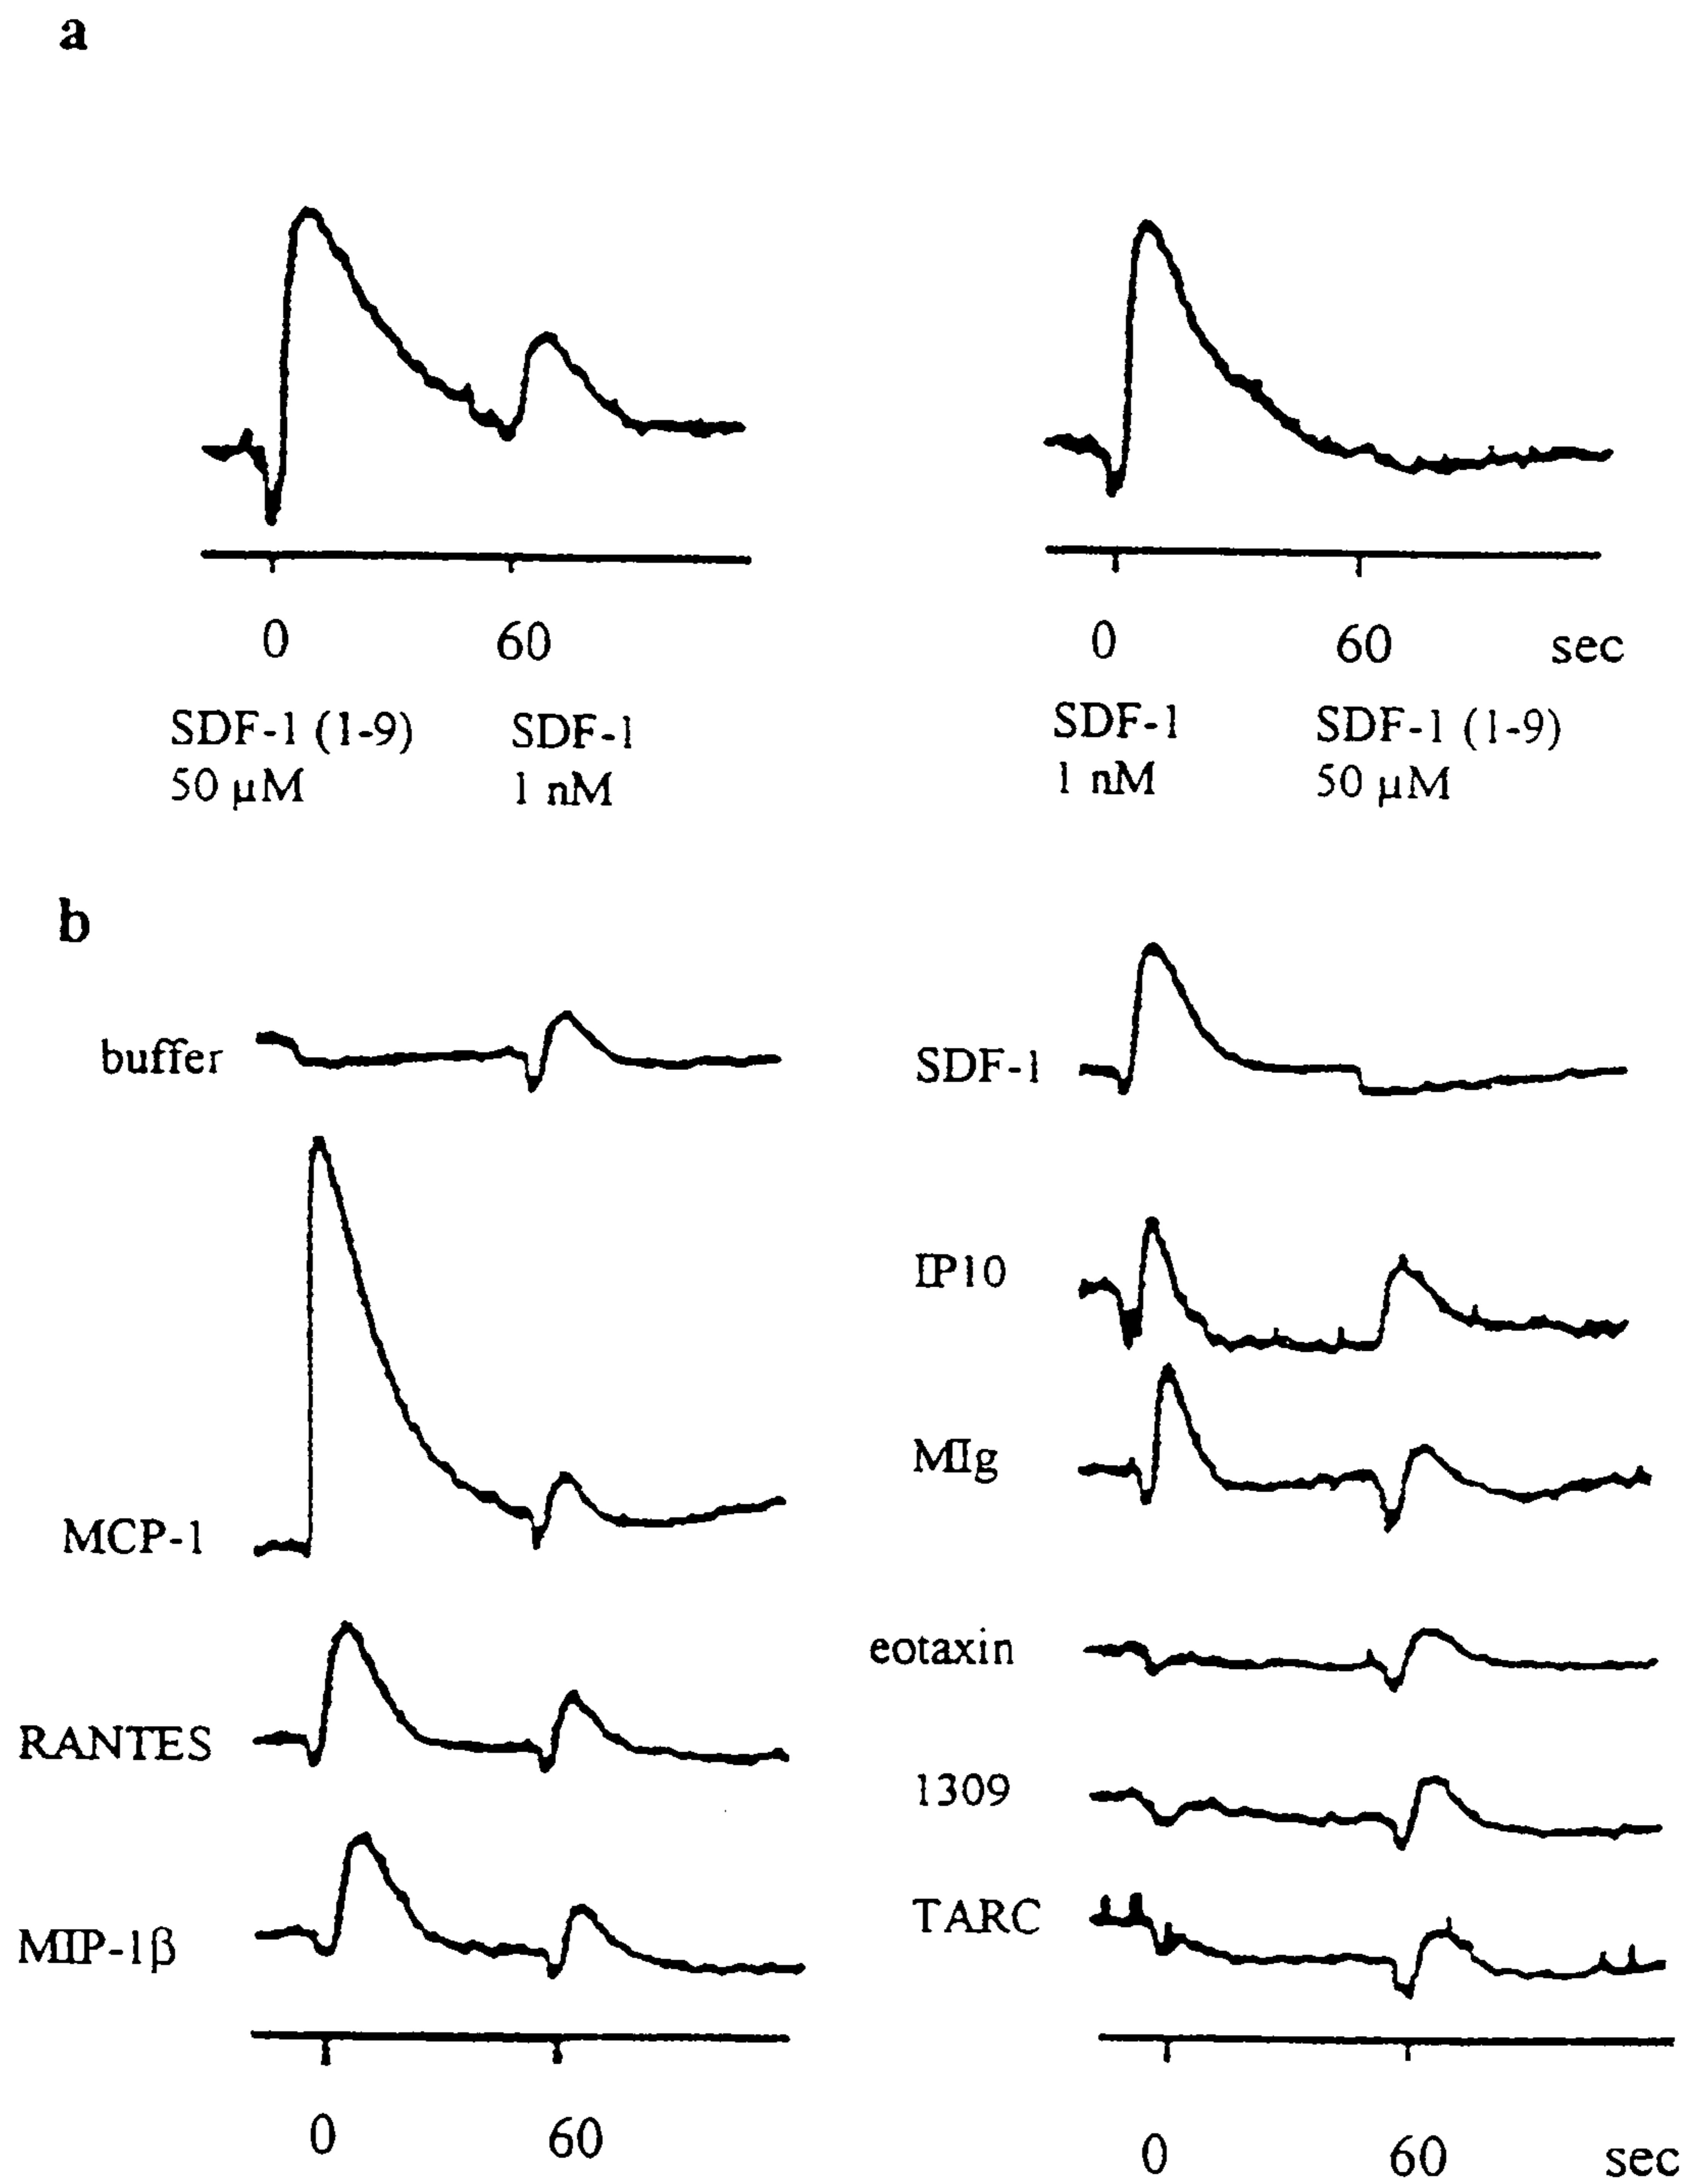 a
0 60 0 60 sec
SDF-1 (1-9) SDF-1 SDF-1 SDF-1 (1-9)
50 μM 1 nM 1 nM 50 μM
b
buffer
MCP-1
RANTES
MIP-1β
0 60
SDF-1
IP10
MIg
eotaxin
1309
TARC
0 60 sec